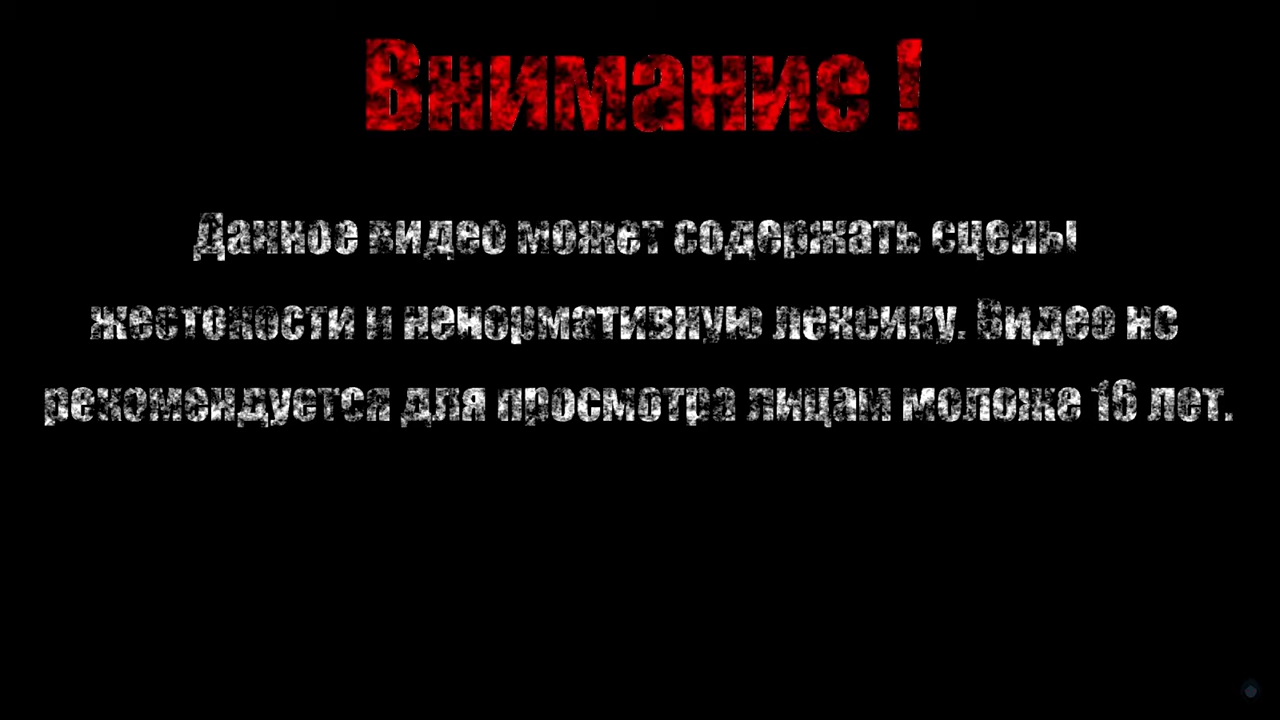 Внимание !
Данное видео может содержать сцены
жестокости и ненормативную лексику. Видео не
рекомендуется для просмотра лицам моложе 16 лет.